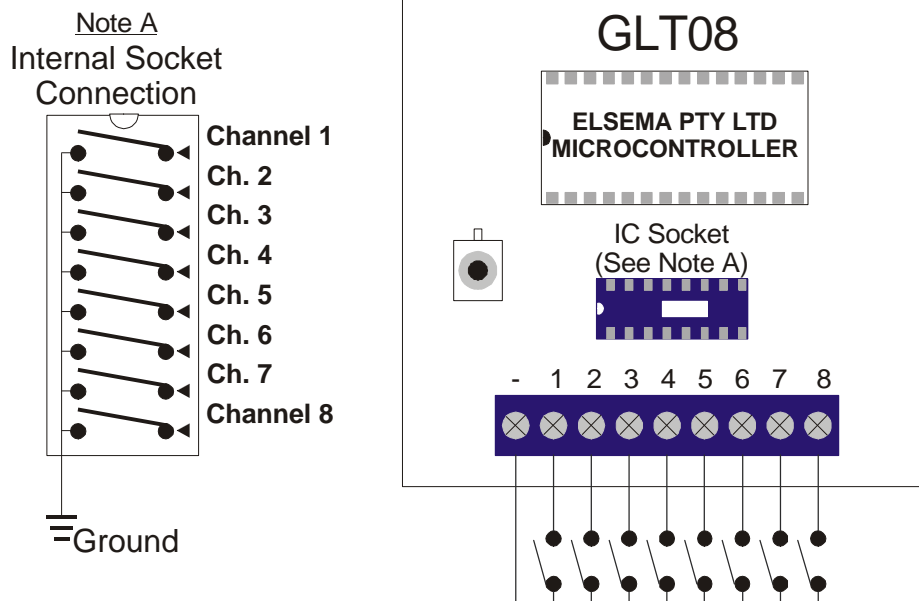 Note A
Internal Socket
Connection
Channel 1
Ch. 2
Ch. 3
Ch. 4
Ch. 5
Ch. 6
Ch. 7
Channel 8
Ground
GLT08
ELSEMA PTY LTD
MICROCONTROLLER
IC Socket
(See Note A)
- 1 2 3 4 5 6 7 8